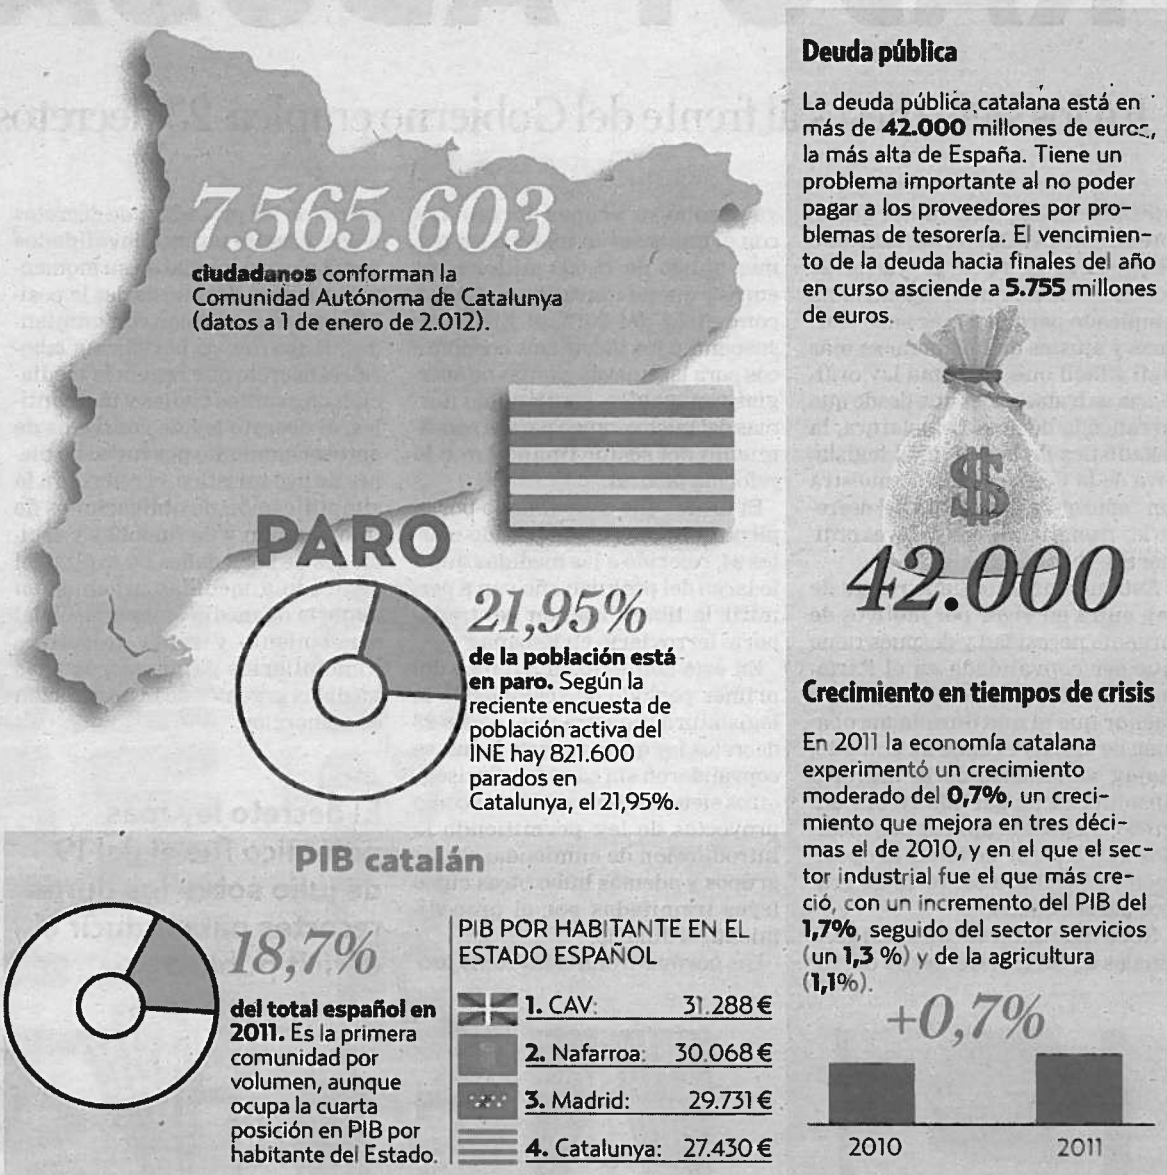 7.565.603
ciudadanos conforman la
Comunidad Autónoma de Catalunya
(datos a 1 de enero de 2.012).
PARO
21,95%
de la población está
en paro. Según la
reciente encuesta de
población activa del
INE hay 821.600
parados en
Catalunya, el 21,95%.
PIB catalán
18,7%
del total español en
2011. Es la primera
comunidad por
volumen, aunque
ocupa la cuarta
posición en PIB por
habitante del Estado.
PIB POR HABITANTE EN EL
ESTADO ESPAÑOL
1. CAV: 31.288 €
2. Nafarroa: 30.068 €
3. Madrid: 29.731 €
4. Catalunya: 27.430 €
Deuda pública
La deuda pública catalana está en
más de 42.000 millones de euros,
la más alta de España. Tiene un
problema importante al no poder
pagar a los proveedores por pro-
blemas de tesorería. El vencimien-
to de la deuda hacia finales del año
en curso asciende a 5.755 millones
de euros.
$
42.000
Crecimiento en tiempos de crisis
En 2011 la economía catalana
experimentó un crecimiento
moderado del 0,7%, un creci-
miento que mejora en tres déci-
mas el de 2010, y en el que el sec-
tor industrial fue el que más cre-
ció, con un incremento del PIB del
1,7%, seguido del sector servicios
(un 1,3 %) y de la agricultura
(1,1%).
+0,7%
2010 2011